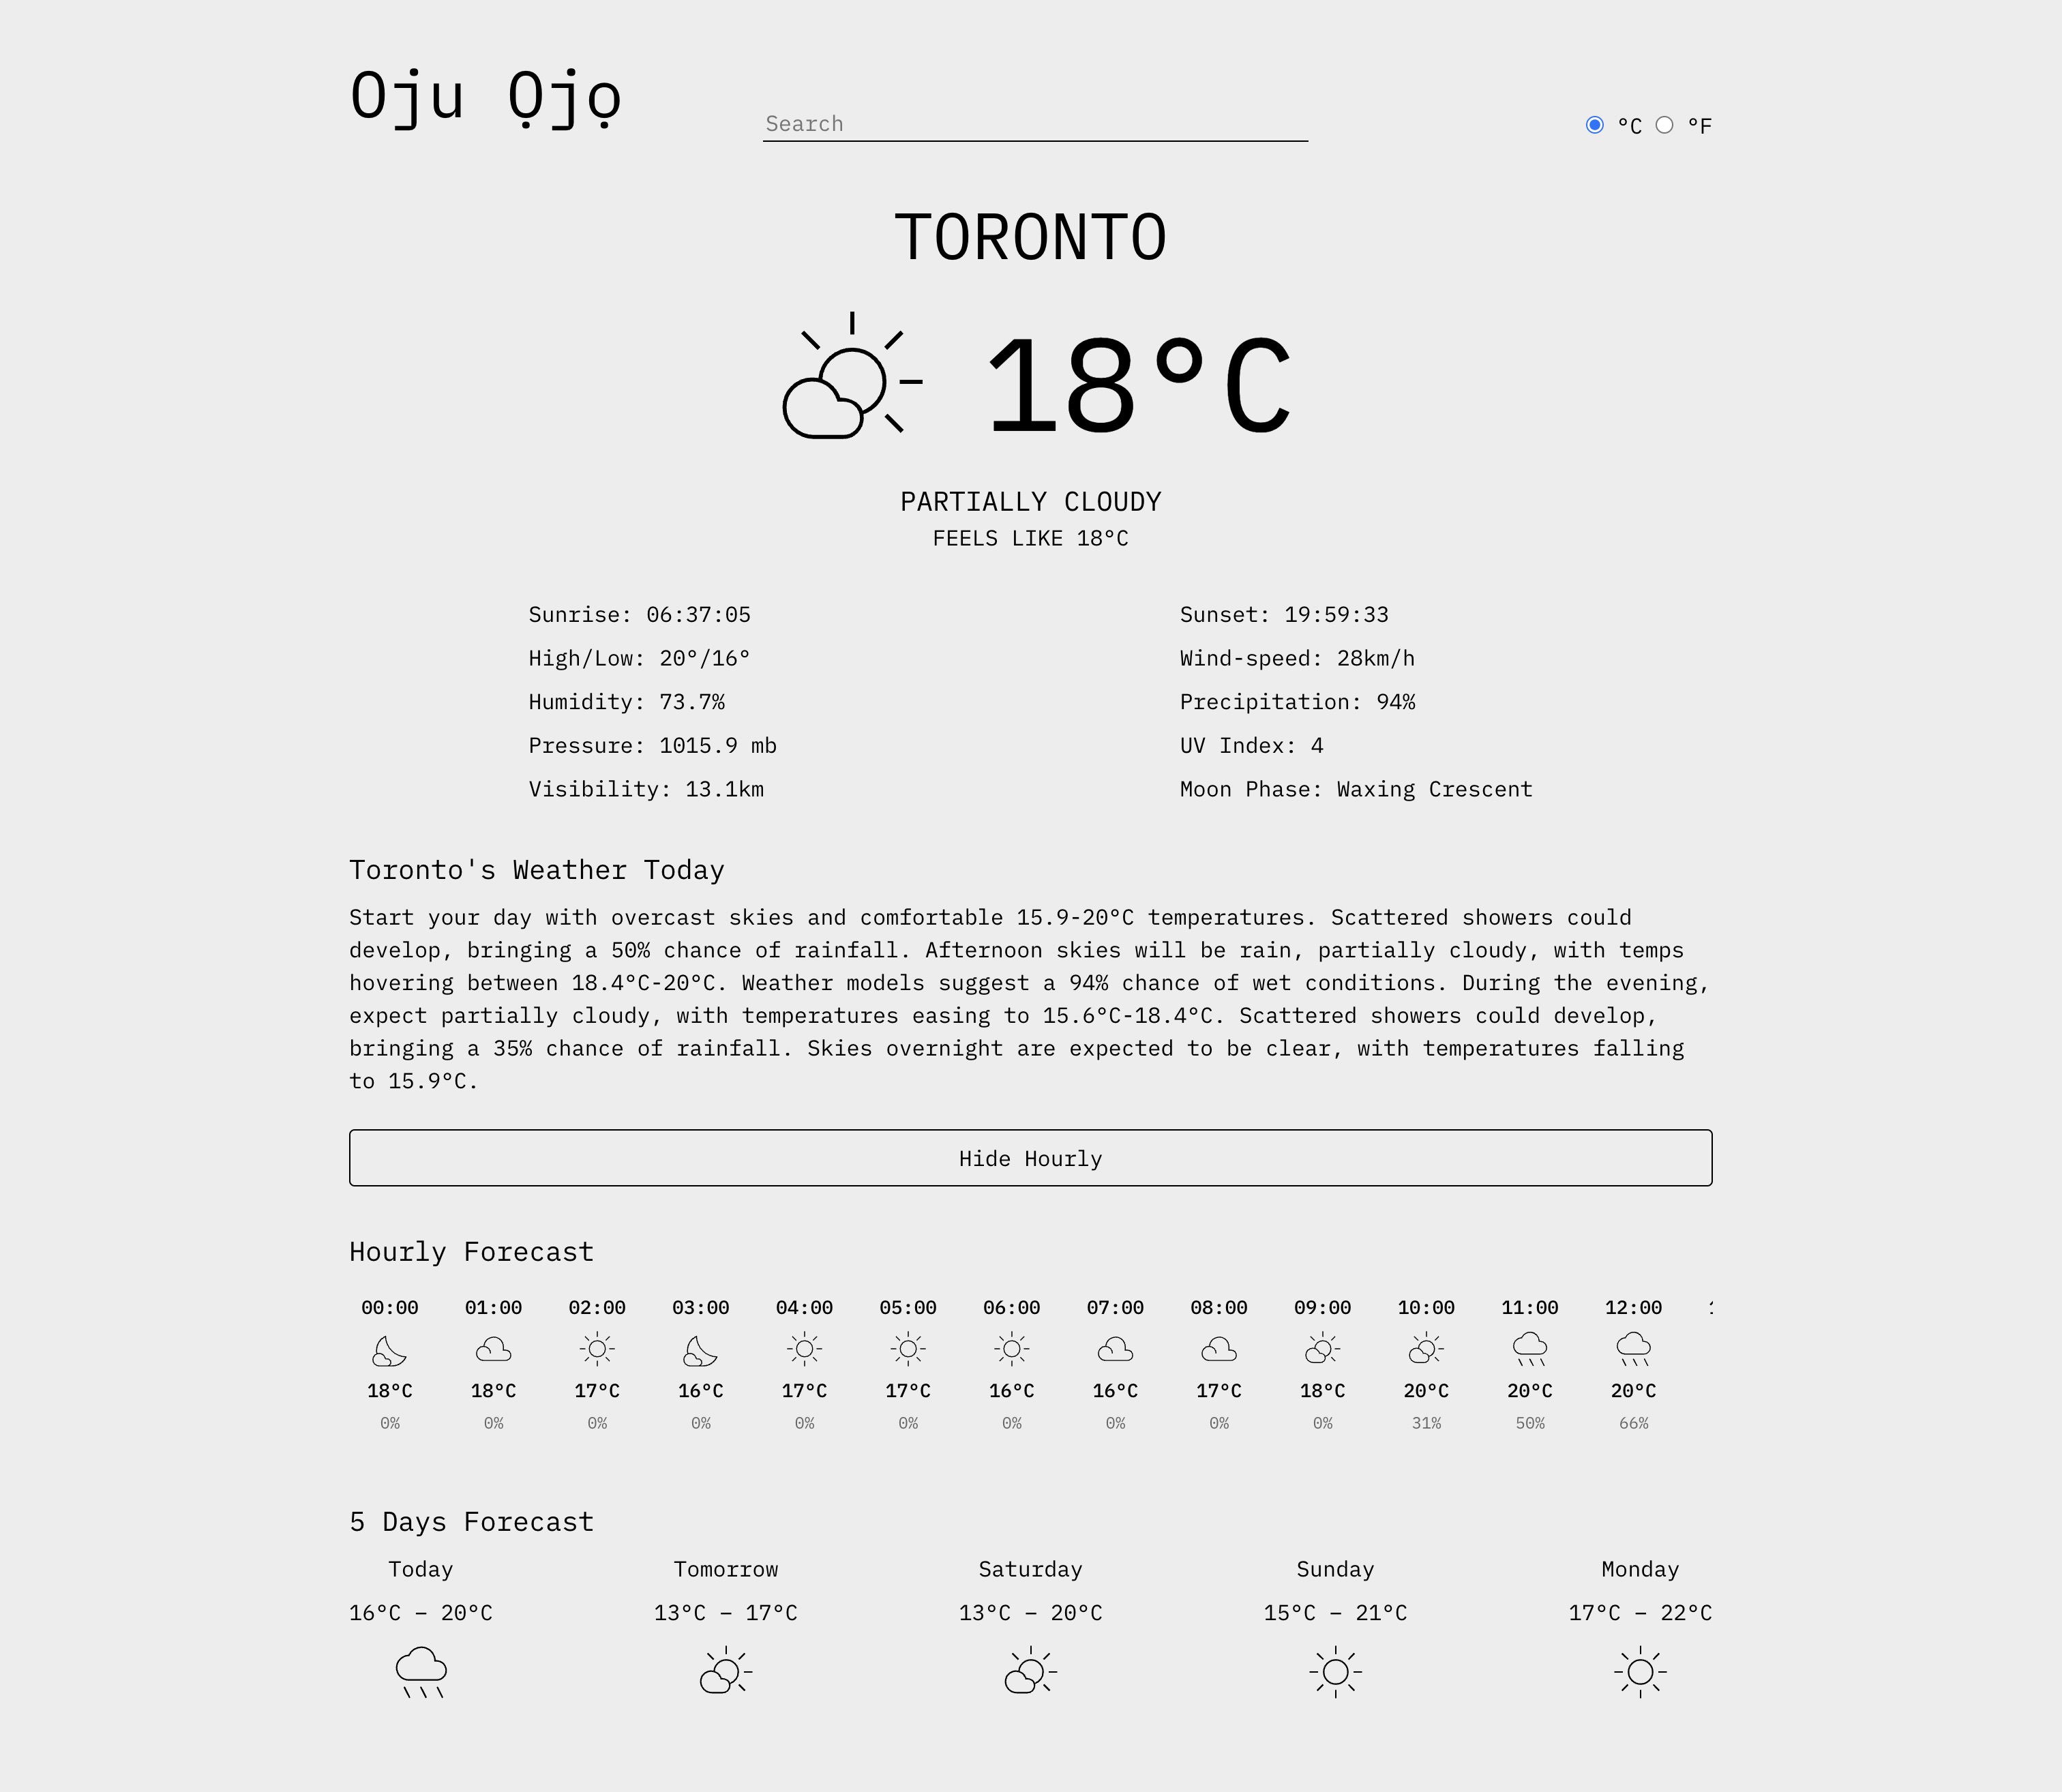 Oju Ọjọ
Search
°C °F
TORONTO
18°C
PARTIALLY CLOUDY
FEELS LIKE 18°C
Sunrise: 06:37:05
Sunset: 19:59:33
High/Low: 20°/16°
Wind-speed: 28km/h
Humidity: 73.7%
Precipitation: 94%
Pressure: 1015.9 mb
UV Index: 4
Visibility: 13.1km
Moon Phase: Waxing Crescent
Toronto's Weather Today
Start your day with overcast skies and comfortable 15.9-20°C temperatures. Scattered showers could
develop, bringing a 50% chance of rainfall. Afternoon skies will be rain, partially cloudy, with temps
hovering between 18.4°C-20°C. Weather models suggest a 94% chance of wet conditions. During the evening,
expect partially cloudy, with temperatures easing to 15.6°C-18.4°C. Scattered showers could develop,
bringing a 35% chance of rainfall. Skies overnight are expected to be clear, with temperatures falling
to 15.9°C.
Hide Hourly
Hourly Forecast
00:00 01:00 02:00 03:00 04:00 05:00 06:00 07:00 08:00 09:00 10:00 11:00 12:00
18°C 18°C 17°C 16°C 17°C 17°C 16°C 16°C 17°C 18°C 20°C 20°C 20°C
0% 0% 0% 0% 0% 0% 0% 0% 0% 0% 31% 50% 66%
5 Days Forecast
Today Tomorrow Saturday Sunday Monday
16°C – 20°C 13°C – 17°C 13°C – 20°C 15°C – 21°C 17°C – 22°C